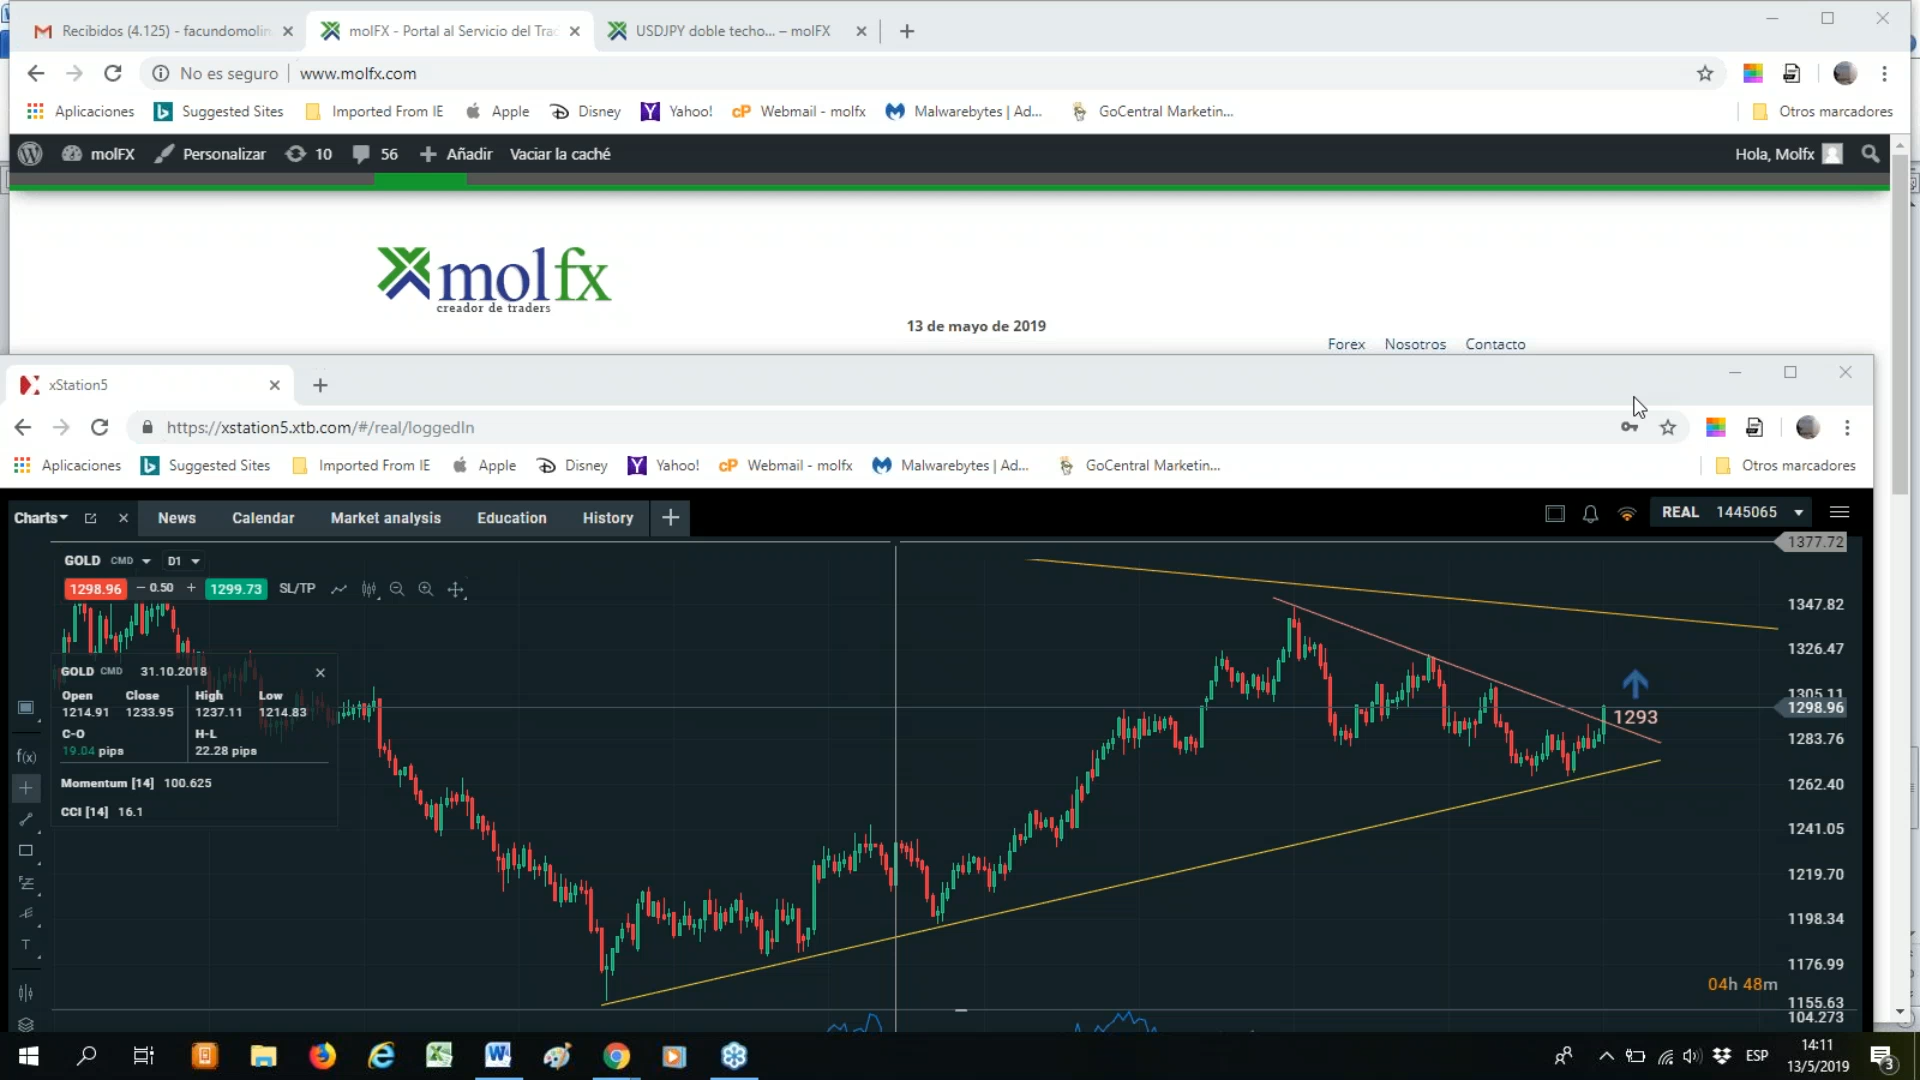 Recibidos (4.125) - facundomolin
molFX - Portal al Servicio del Tra
USDJPY doble techo... – molFX
No es seguro
www.molfx.com
Aplicaciones
Suggested Sites
Imported From IE
Apple
Disney
Yahoo!
cP Webmail - molfx
Malwarebytes | Ad...
GoCentral Marketin...
Otros marcadores
molFX
Personalizar
10
56
Añadir
Vaciar la caché
Hola, Molfx
molfx
creador de traders
13 de mayo de 2019
Forex Nosotros Contacto
xStation5
https://xstation5.xtb.com/#/real/loggedIn
Aplicaciones
Suggested Sites
Imported From IE
Apple
Disney
Yahoo!
cP Webmail - molfx
Malwarebytes | Ad...
GoCentral Marketin...
Otros marcadores
Charts
News
Calendar
Market analysis
Education
History
REAL 1445065
GOLD CMD D1
1298.96 − 0.50 + 1299.73 SL/TP
GOLD CMD 31.10.2018
Open Close High Low
1214.91 1233.95 1237.11 1214.83
C-O H-L
19.04 pips 22.28 pips
Momentum [14] 100.625
CCI [14] 16.1
f(x)
T
1293
1377.72
1347.82
1326.47
1305.11
1298.96
1283.76
1262.40
1241.05
1219.70
1198.34
1176.99
04h 48m
1155.63
104.273
ESP
14:11
13/5/2019
3